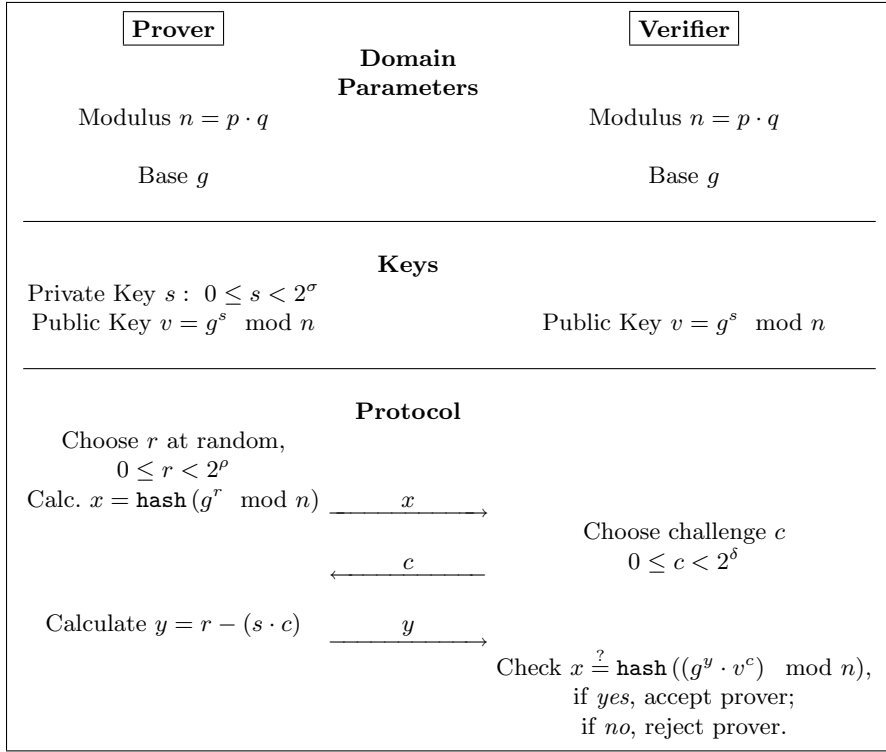 Prover Verifier
Domain
Parameters
Modulus n = p · q Modulus n = p · q
Base g Base g
Keys
Private Key s : 0 ≤ s < 2^σ
Public Key v = g^s mod n Public Key v = g^s mod n
Protocol
Choose r at random,
0 ≤ r < 2^ρ
Calc. x = hash (g^r mod n) x
Choose challenge c
c 0 ≤ c < 2^δ
Calculate y = r − (s · c) y
Check x ≟ hash ((g^y · v^c) mod n),
if yes, accept prover;
if no, reject prover.